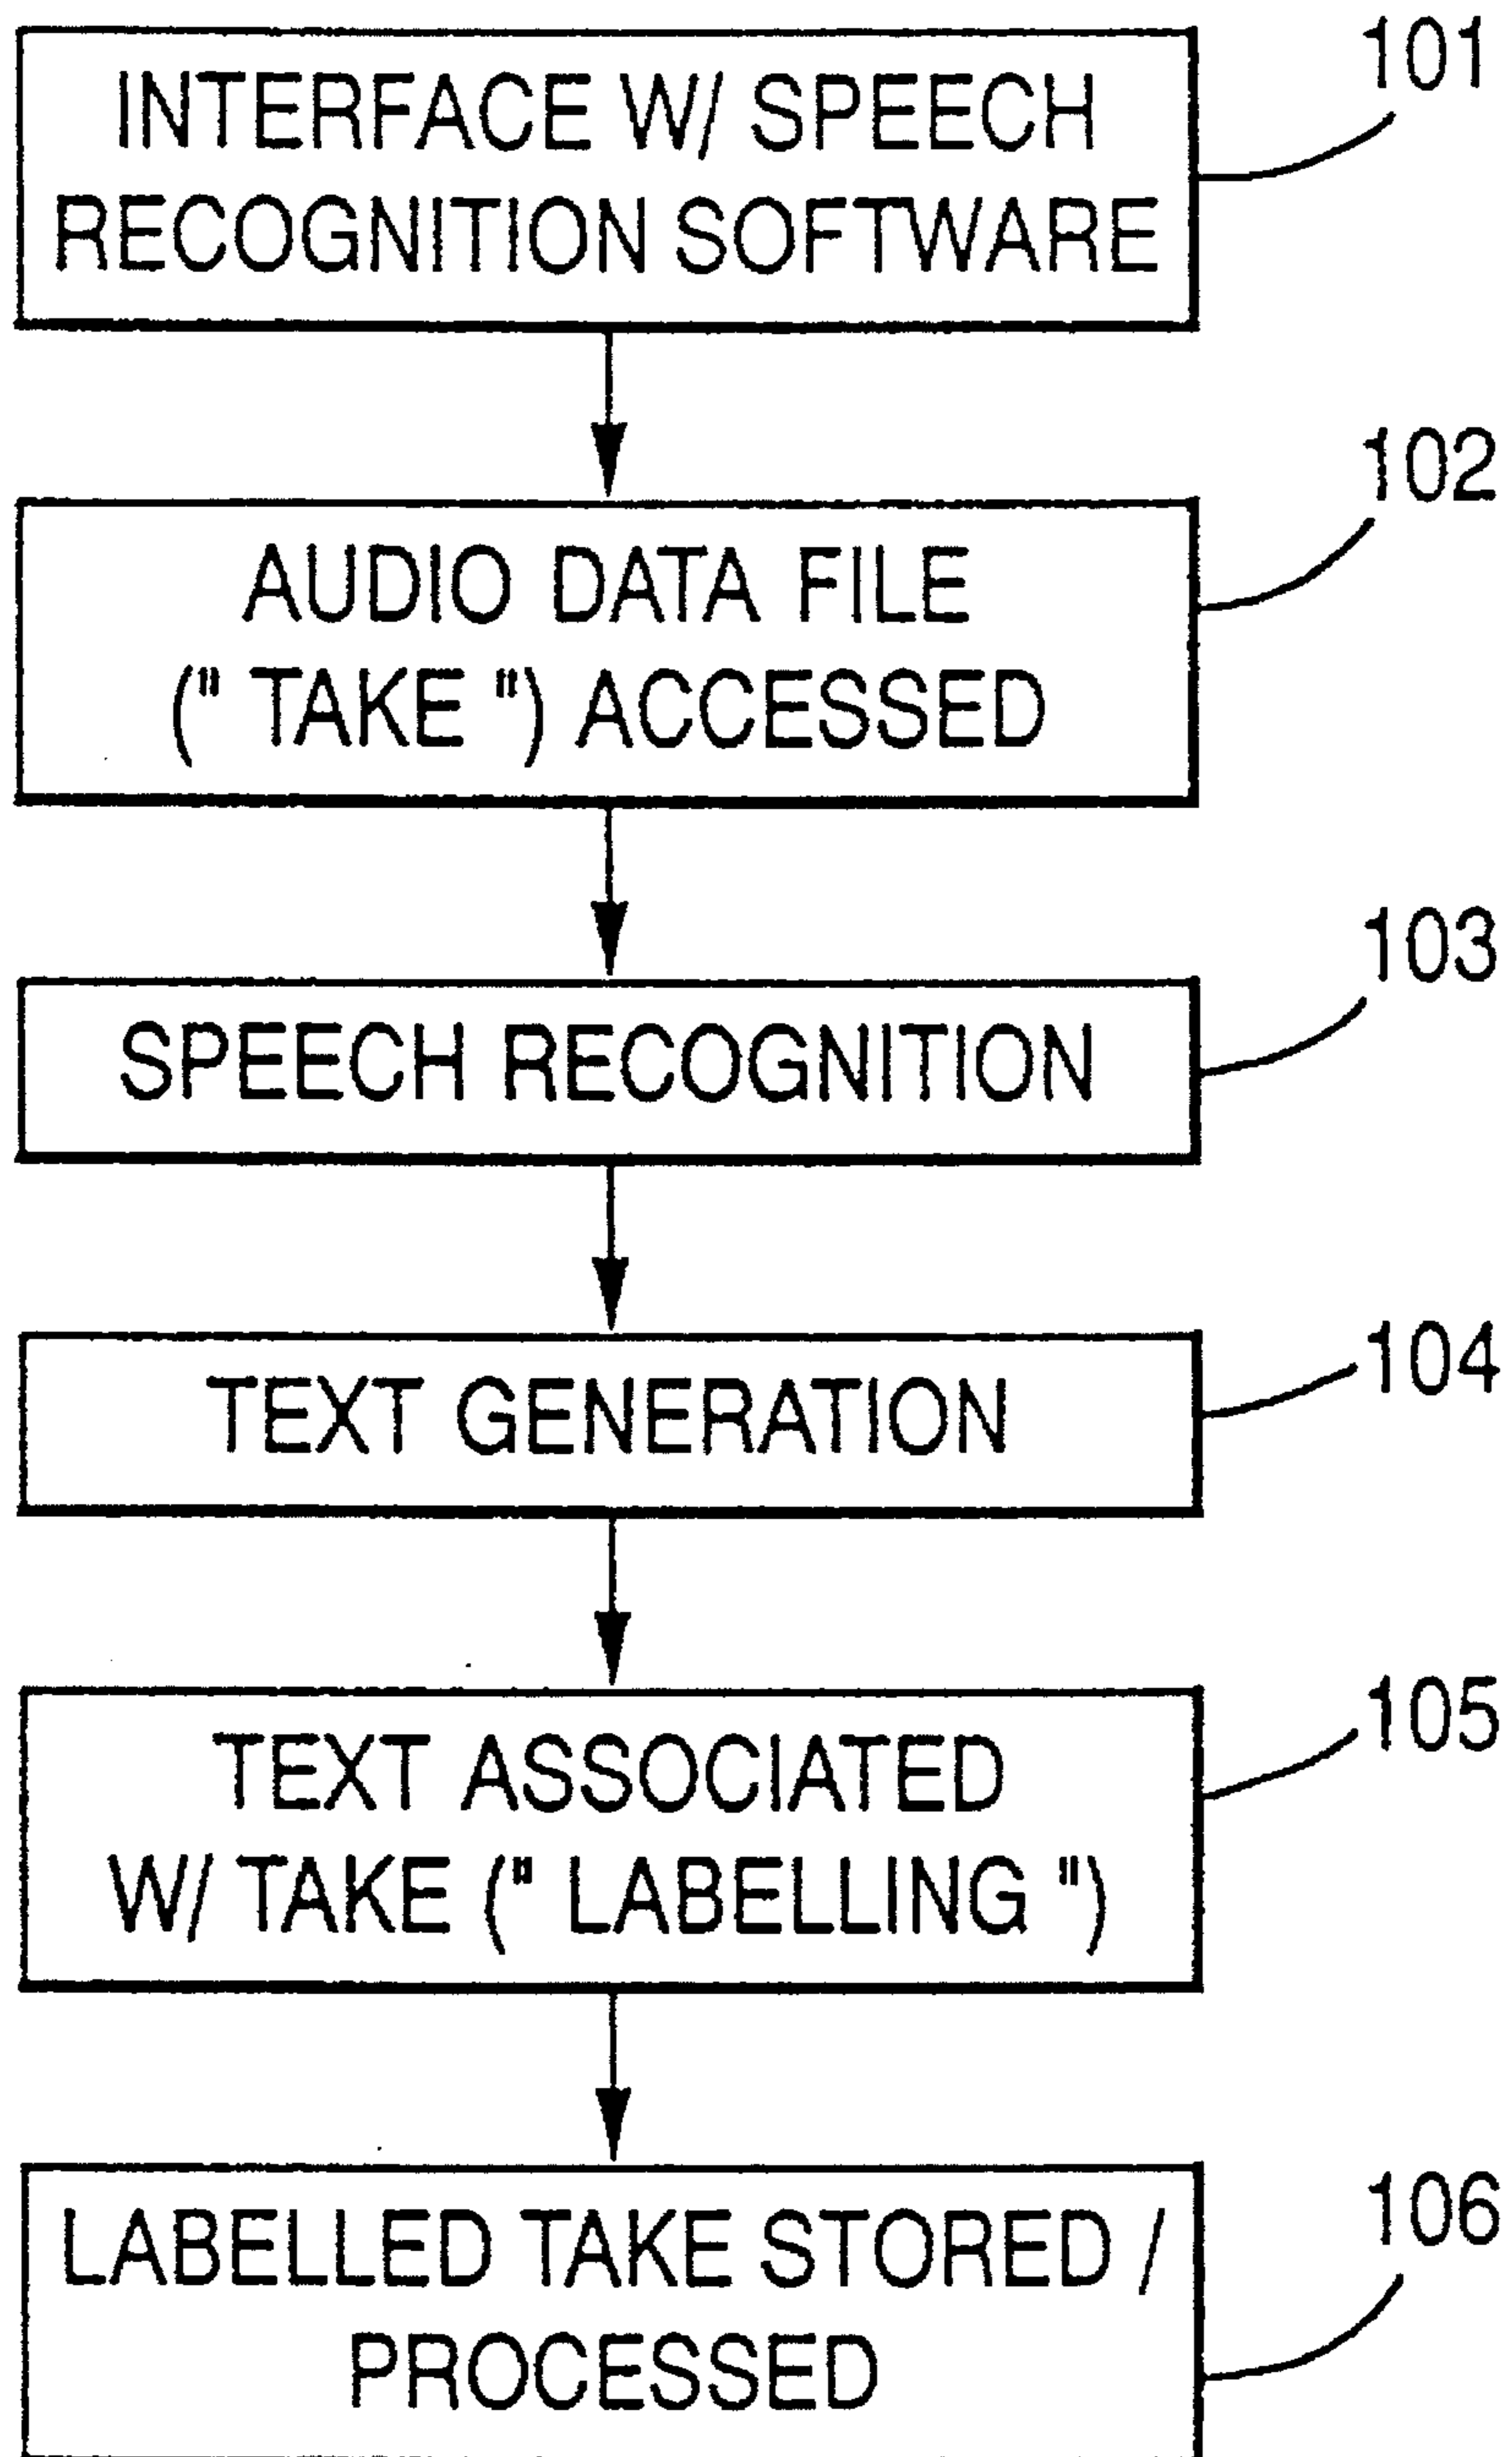 101
INTERFACE W/ SPEECH
RECOGNITION SOFTWARE
102
AUDIO DATA FILE
(" TAKE ") ACCESSED
103
SPEECH RECOGNITION
104
TEXT GENERATION
105
TEXT ASSOCIATED
W/ TAKE (" LABELLING ")
106
LABELLED TAKE STORED /
PROCESSED